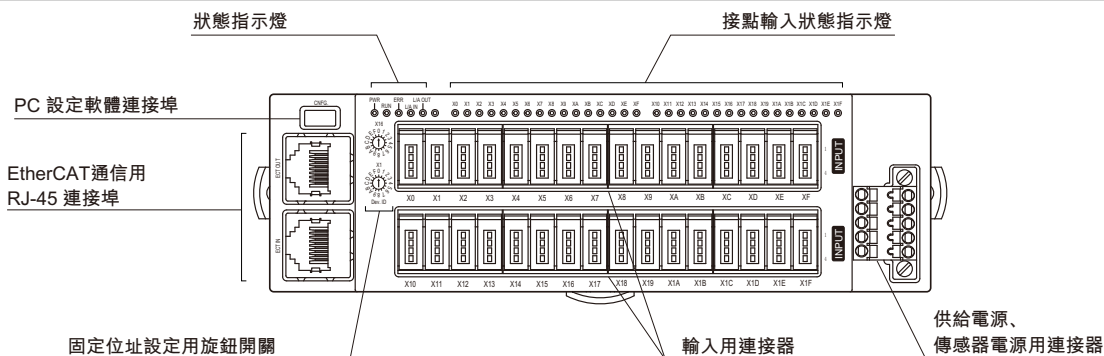 狀態指示燈
接點輸入狀態指示燈
PC 設定軟體連接埠
CNFG.
PWR
RUN
ERR
L/A IN
L/A OUT
X0 X1 X2 X3 X4 X5 X6 X7 X8 X9 XA XB XC XD XE XF
X10 X11 X12 X13 X14 X15 X16 X17 X18 X19 X1A X1B X1C X1D X1E X1F
EtherCAT通信用
RJ-45 連接埠
ECT OUT
X16
X1
Dev. ID
INPUT
X0 X1 X2 X3 X4 X5 X6 X7 X8 X9 XA XB XC XD XE XF
ECT IN
INPUT
X10 X11 X12 X13 X14 X15 X16 X17 X18 X19 X1A X1B X1C X1D X1E X1F
固定位址設定用旋鈕開關
輸入用連接器
供給電源、
傳感器電源用連接器